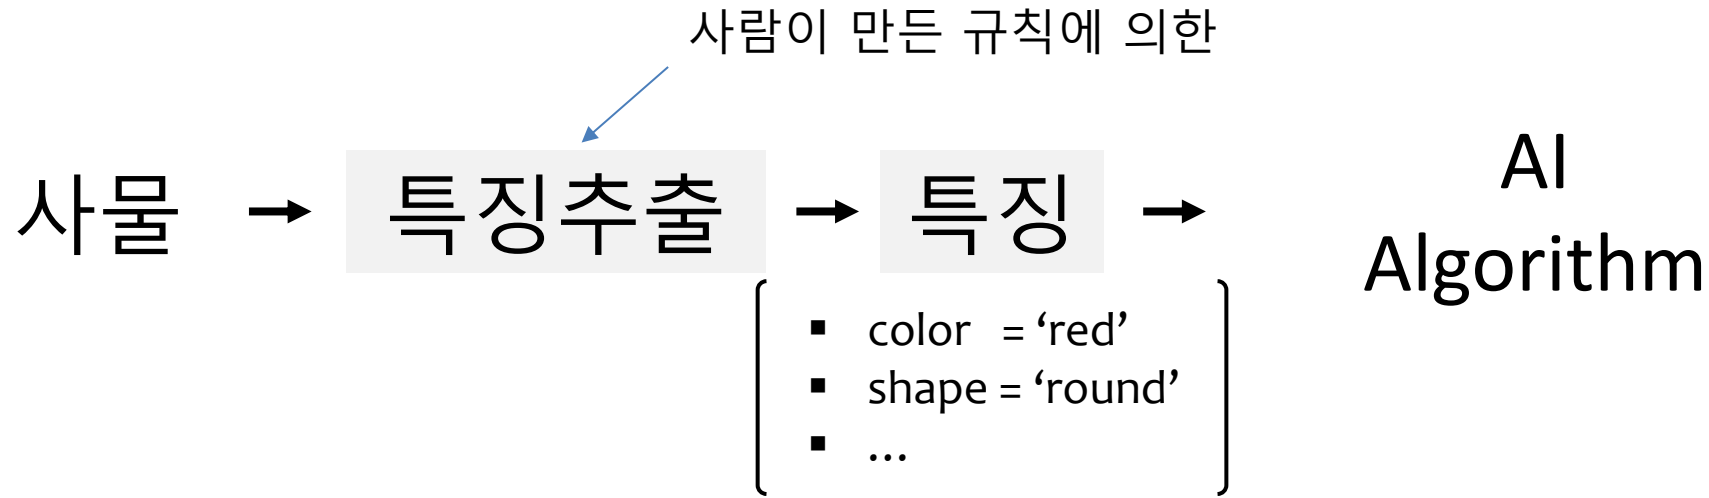 사람이 만든 규칙에 의한
사물 → 특징추출 → 특징 → AI Algorithm
▪ color = ‘red’
▪ shape = ‘round’
▪ ...